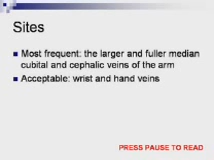 Sites
Most frequent: the larger and fuller median
cubital and cephalic veins of the arm
Acceptable: wrist and hand veins
PRESS PAUSE TO READ